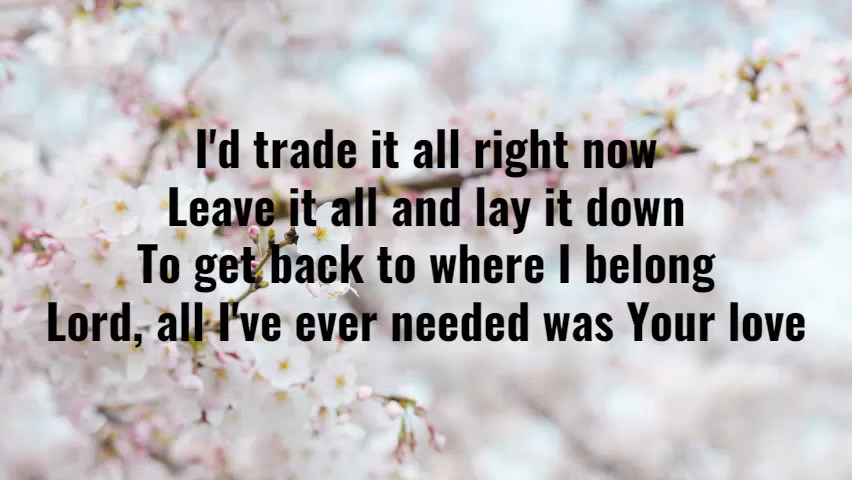 I'd trade it all right now
Leave it all and lay it down
To get back to where I belong
Lord, all I've ever needed was Your love